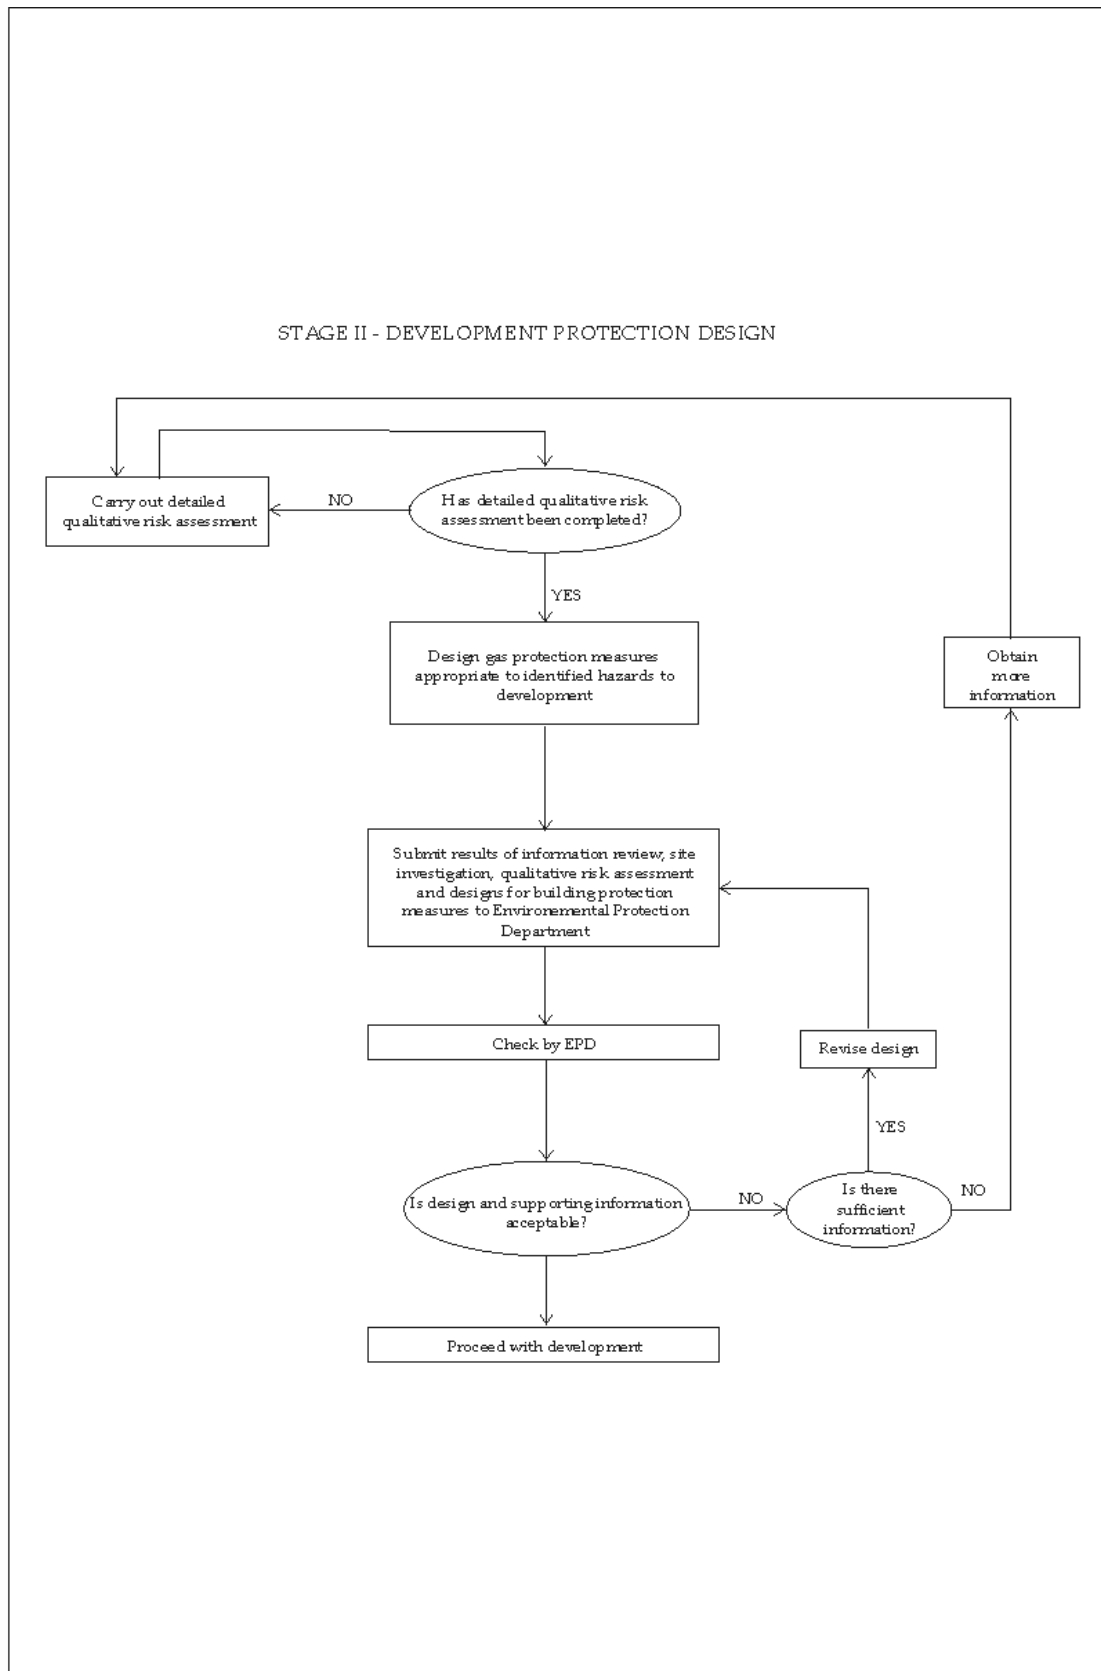 STAGE II - DEVELOPMENT PROTECTION DESIGN
Carry out detailed
qualitative risk assessment
NO
Has detailed qualitative risk
assessment been completed?
YES
Design gas protection measures
appropriate to identified hazards to
development
Obtain
more
information
Submit results of information review, site
investigation, qualitative risk assessment
and designs for building protection
measures to Environemental Protection
Department
Check by EPD
Revise design
YES
Is design and supporting information
acceptable?
NO
Is there
sufficient
information?
NO
Proceed with development